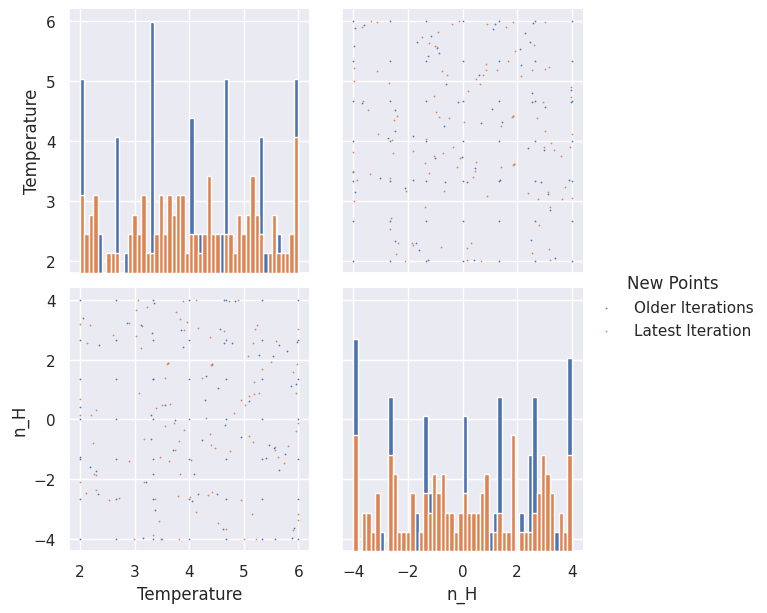 6
5
4
3
2
Temperature
4
2
0
−2
−4
n_H
2
3
4
5
6
Temperature
−4
−2
0
2
4
n_H
New Points
Older Iterations
Latest Iteration